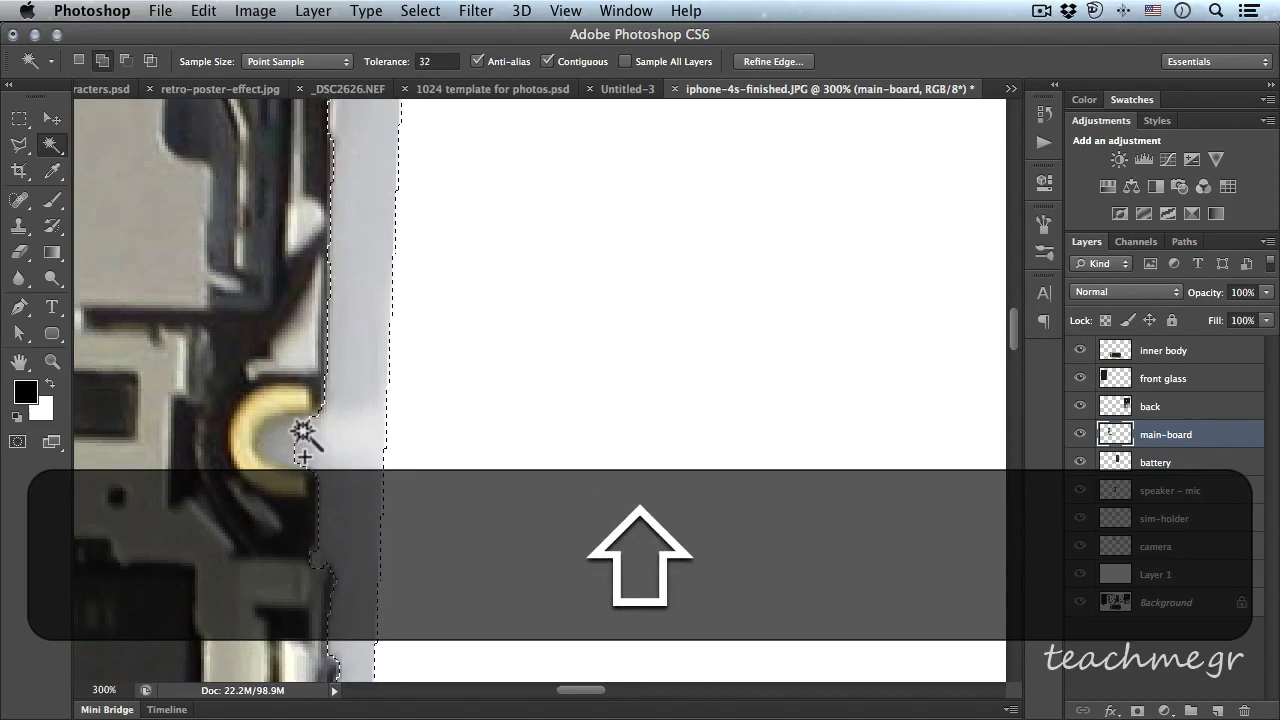 Photoshop File Edit Image Layer Type Select Filter 3D View Window Help
Adobe Photoshop CS6
Sample Size: Point Sample Tolerance: 32 Anti-alias Contiguous Sample All Layers Refine Edge... Essentials
racters.psd × retro-poster-effect.jpg × _DSC2626.NEF × 1024 template for photos.psd × Untitled-3 × iphone-4s-finished.JPG @ 300% (main-board, RGB/8*) *
Color Swatches
Adjustments Styles
Add an adjustment
Layers Channels Paths
Kind
Normal Opacity: 100%
Lock: Fill: 100%
inner body
front glass
back
main-board
battery
speaker - mic
sim-holder
camera
Layer 1
Background
teachmegr
300% Doc: 22.2M/98.9M
Mini Bridge Timeline